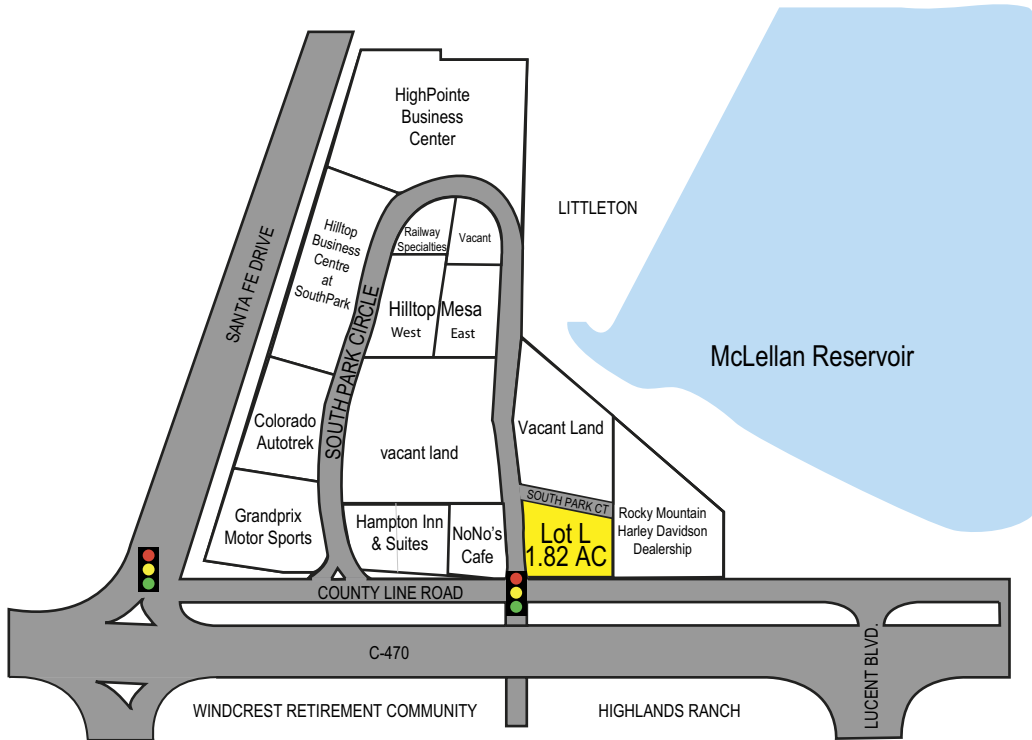 HighPointe
Business
Center
LITTLETON
SANTA FE DRIVE
Hilltop
Business
Centre
at
SouthPark
Railway
Specialties
Vacant
SOUTH PARK CIRCLE
Hilltop Mesa
West East
McLellan Reservoir
Colorado
Autotrek
vacant land
Vacant Land
SOUTH PARK CT
Grandprix
Motor Sports
Hampton Inn
& Suites
NoNo's
Cafe
Lot L
1.82 AC
Rocky Mountain
Harley Davidson
Dealership
COUNTY LINE ROAD
C-470
LUCENT BLVD.
WINDCREST RETIREMENT COMMUNITY
HIGHLANDS RANCH